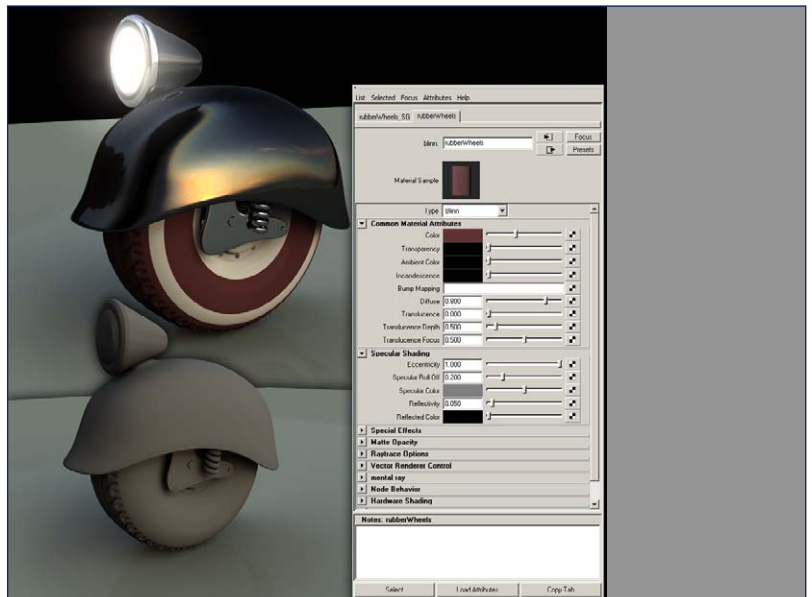 List Selected Focus Attributes Help
rubberWheels_SG rubberWheels
blinn rubberWheels Focus
Presets
Material Sample
Type Blinn
Common Material Attributes
Color
Transparency
Ambient Color
Incandescence
Bump Mapping
Diffuse 0.900
Translucence 0.000
Translucence Depth 0.500
Translucence Focus 0.500
Specular Shading
Eccentricity 1.000
Specular Roll Off 0.200
Specular Color
Reflectivity 0.050
Reflected Color
Special Effects
Matte Opacity
Raytrace Options
Vector Renderer Control
mental ray
Node Behavior
Hardware Shading
Notes: rubberWheels
Select Load Attributes Copy Tab